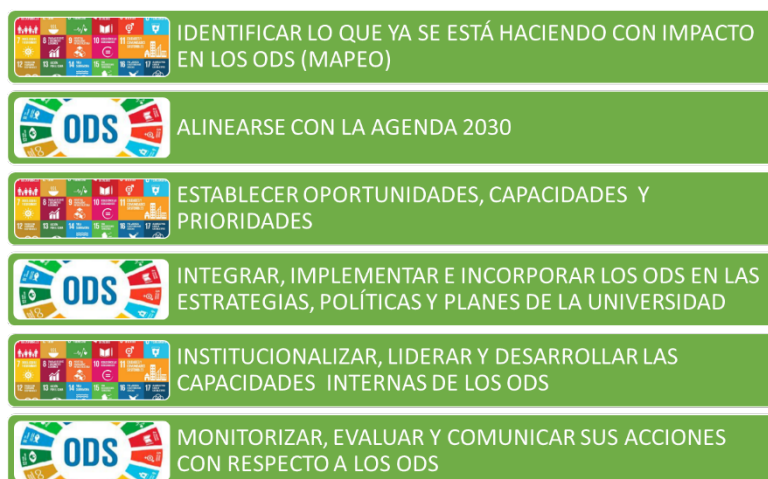 IDENTIFICAR LO QUE YA SE ESTÁ HACIENDO CON IMPACTO
EN LOS ODS (MAPEO)
ODS
ALINEARSE CON LA AGENDA 2030
ESTABLECER OPORTUNIDADES, CAPACIDADES Y
PRIORIDADES
ODS
INTEGRAR, IMPLEMENTAR E INCORPORAR LOS ODS EN LAS
ESTRATEGIAS, POLÍTICAS Y PLANES DE LA UNIVERSIDAD
INSTITUCIONALIZAR, LIDERAR Y DESARROLLAR LAS
CAPACIDADES INTERNAS DE LOS ODS
ODS
MONITORIZAR, EVALUAR Y COMUNICAR SUS ACCIONES
CON RESPECTO A LOS ODS